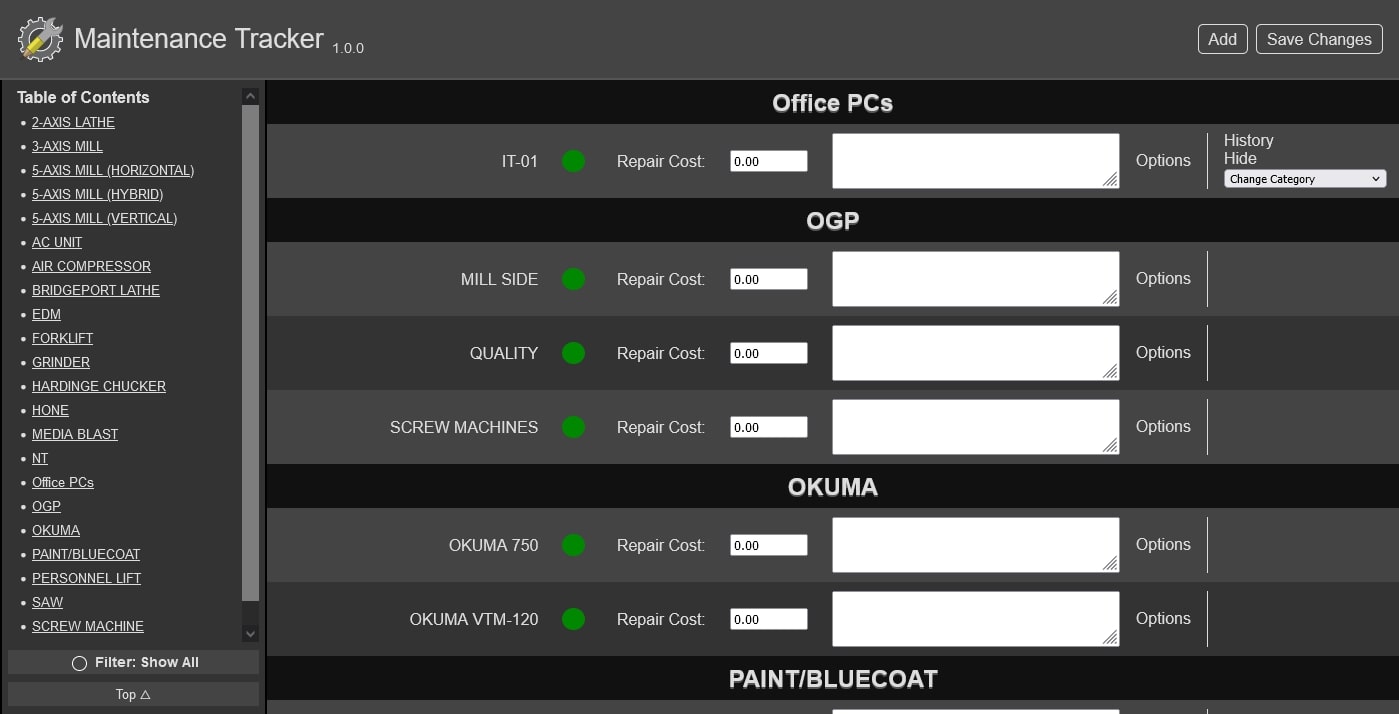 Maintenance Tracker 1.0.0
Add
Save Changes
Table of Contents
2-AXIS LATHE
3-AXIS MILL
5-AXIS MILL (HORIZONTAL)
5-AXIS MILL (HYBRID)
5-AXIS MILL (VERTICAL)
AC UNIT
AIR COMPRESSOR
BRIDGEPORT LATHE
EDM
FORKLIFT
GRINDER
HARDINGE CHUCKER
HONE
MEDIA BLAST
NT
Office PCs
OGP
OKUMA
PAINT/BLUECOAT
PERSONNEL LIFT
SAW
SCREW MACHINE
Filter: Show All
Top △
Office PCs
IT-01 Repair Cost: 0.00 Options
History
Hide
Change Category
OGP
MILL SIDE Repair Cost: 0.00 Options
QUALITY Repair Cost: 0.00 Options
SCREW MACHINES Repair Cost: 0.00 Options
OKUMA
OKUMA 750 Repair Cost: 0.00 Options
OKUMA VTM-120 Repair Cost: 0.00 Options
PAINT/BLUECOAT